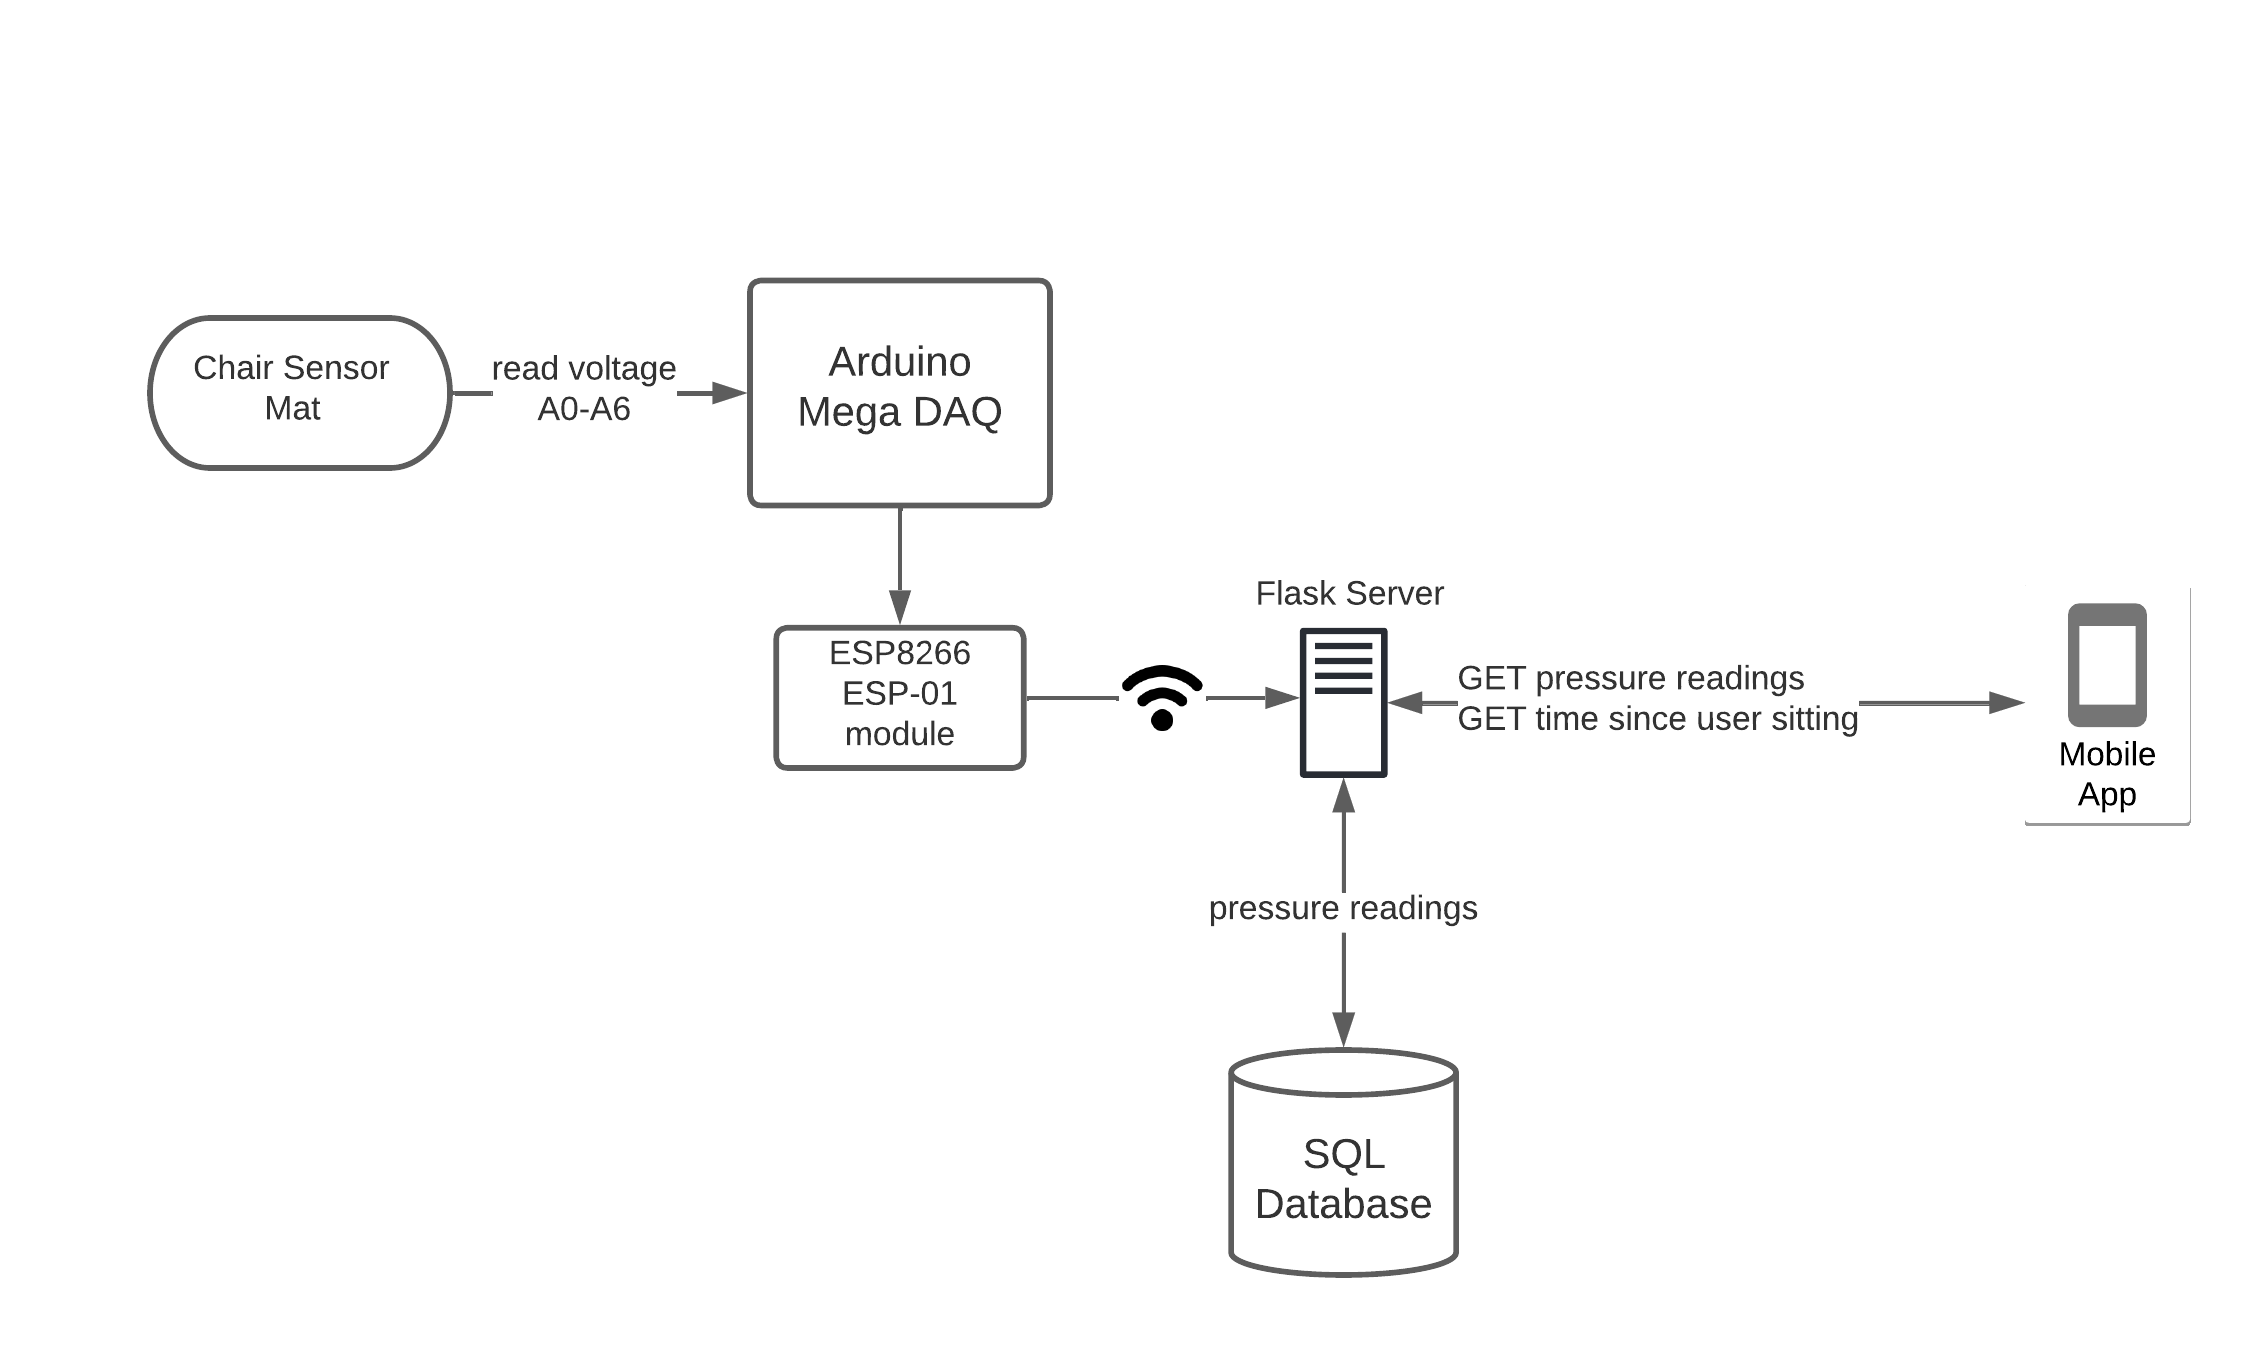 Chair Sensor
Mat
read voltage
A0-A6
Arduino
Mega DAQ
ESP8266
ESP-01
module
Flask Server
GET pressure readings
GET time since user sitting
Mobile
App
pressure readings
SQL
Database